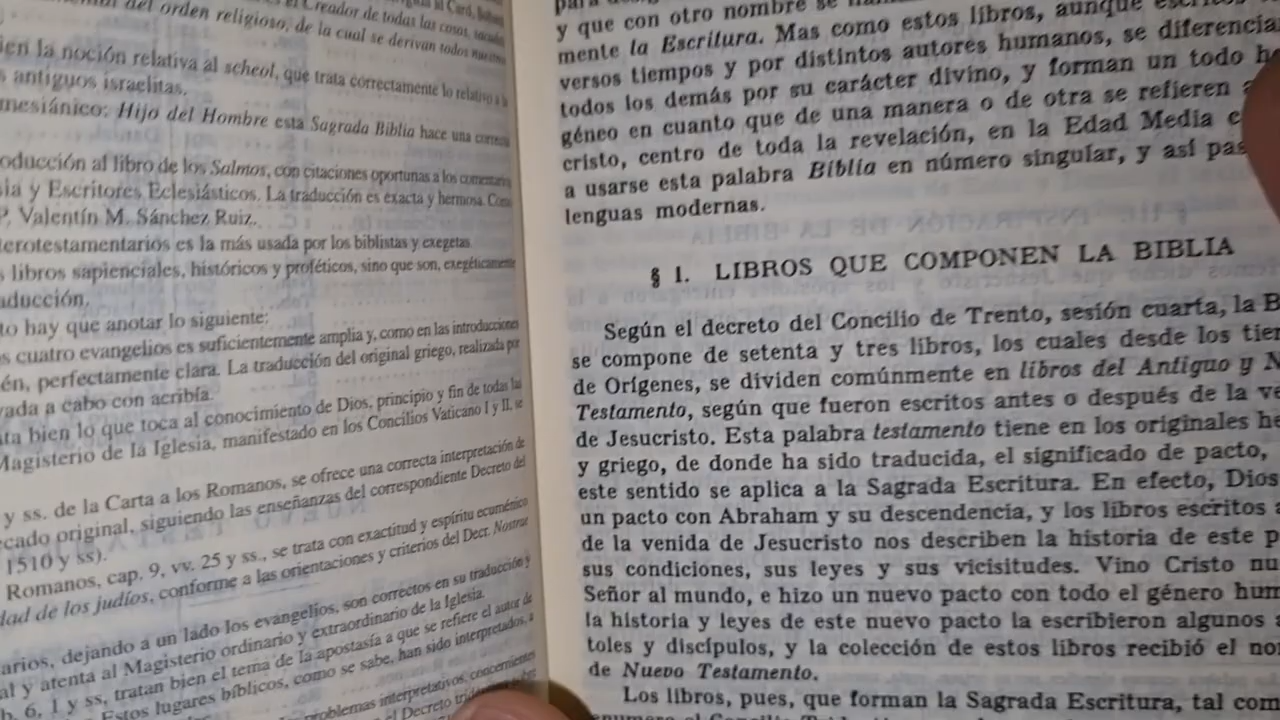 Creador de todas las cosas,
del orden religioso, de la cual se derivan todos
la noción relativa al scheol, que trata correctamente lo relativo a
antiguos israelitas.
mesiánico: Hijo del Hombre esta Sagrada Biblia hace una correcta
al libro de los Salmos, con citaciones oportunas a los
y Escritores Eclesiásticos. La traducción es exacta y hermosa.
P. Valentín M. Sánchez Ruiz.
es la más usada por los biblistas y exegetas.
libros sapienciales, históricos y proféticos, sino que son, exegéticamente
hay que anotar lo siguiente:
cuatro evangelios es suficientemente amplia y, como en las introducciones
perfectamente clara. La traducción del original griego, realizada por
a cabo con acribía.
bien lo que toca al conocimiento de Dios, principio y fin de todas las
Magisterio de la Iglesia, manifestado en los Concilios Vaticano I y II, se
y ss. de la Carta a los Romanos, se ofrece una correcta interpretación de
original, siguiendo las enseñanzas del correspondiente Decreto del
1510 y ss).
Romanos, cap. 9, vv. 25 y ss., se trata con exactitud y espíritu ecuménico
de los judíos, conforme a las orientaciones y criterios del Decr. Nostrae
dejando a un lado los evangelios, son correctos en su traducción y
y atenta al Magisterio ordinario y extraordinario de la Iglesia.
6, 1 y ss, tratan bien el tema de la apostasía a que se refiere el autor de
Estos lugares bíblicos, como se sabe, han sido interpretados, a
problemas interpretativos, concernientes
Decreto
y que con otro nombre se
mente la Escritura. Mas como estos libros, aunque
versos tiempos y por distintos autores humanos, se diferencia
todos los demás por su carácter divino, y forman un todo
géneo en cuanto que de una manera o de otra se refieren
cristo, centro de toda la revelación, en la Edad Media
a usarse esta palabra Biblia en número singular, y así
lenguas modernas.
§ I. LIBROS QUE COMPONEN LA BIBLIA
Según el decreto del Concilio de Trento, sesión cuarta, la
se compone de setenta y tres libros, los cuales desde los
de Orígenes, se dividen comúnmente en libros del Antiguo y
Testamento, según que fueron escritos antes o después de la
de Jesucristo. Esta palabra testamento tiene en los originales
y griego, de donde ha sido traducida, el significado de pacto,
este sentido se aplica a la Sagrada Escritura. En efecto, Dios
un pacto con Abraham y su descendencia, y los libros escritos
de la venida de Jesucristo nos describen la historia de este
sus condiciones, sus leyes y sus vicisitudes. Vino Cristo
Señor al mundo, e hizo un nuevo pacto con todo el género
la historia y leyes de este nuevo pacto la escribieron algunos
toles y discípulos, y la colección de estos libros recibió el
de Nuevo Testamento.
Los libros, pues, que forman la Sagrada Escritura, tal